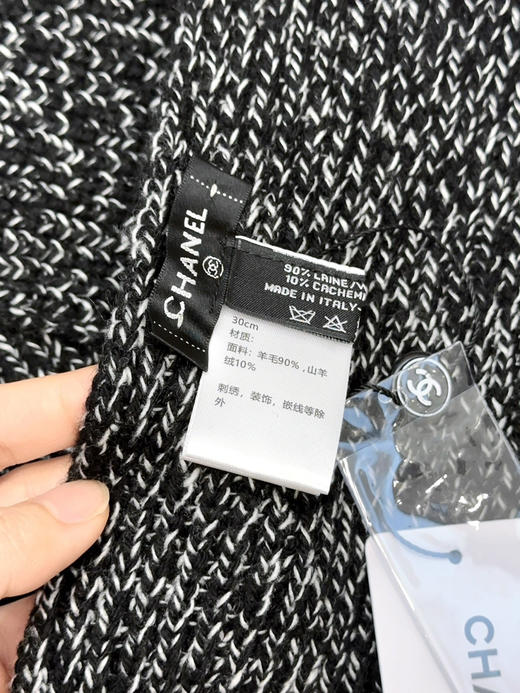 CHANEL
90% LAINE/
10% CACHEM
MADE IN ITALY
30cm
材质：
面料：羊毛90%，山羊
绒10%
刺绣，装饰，嵌线等除
外
CH